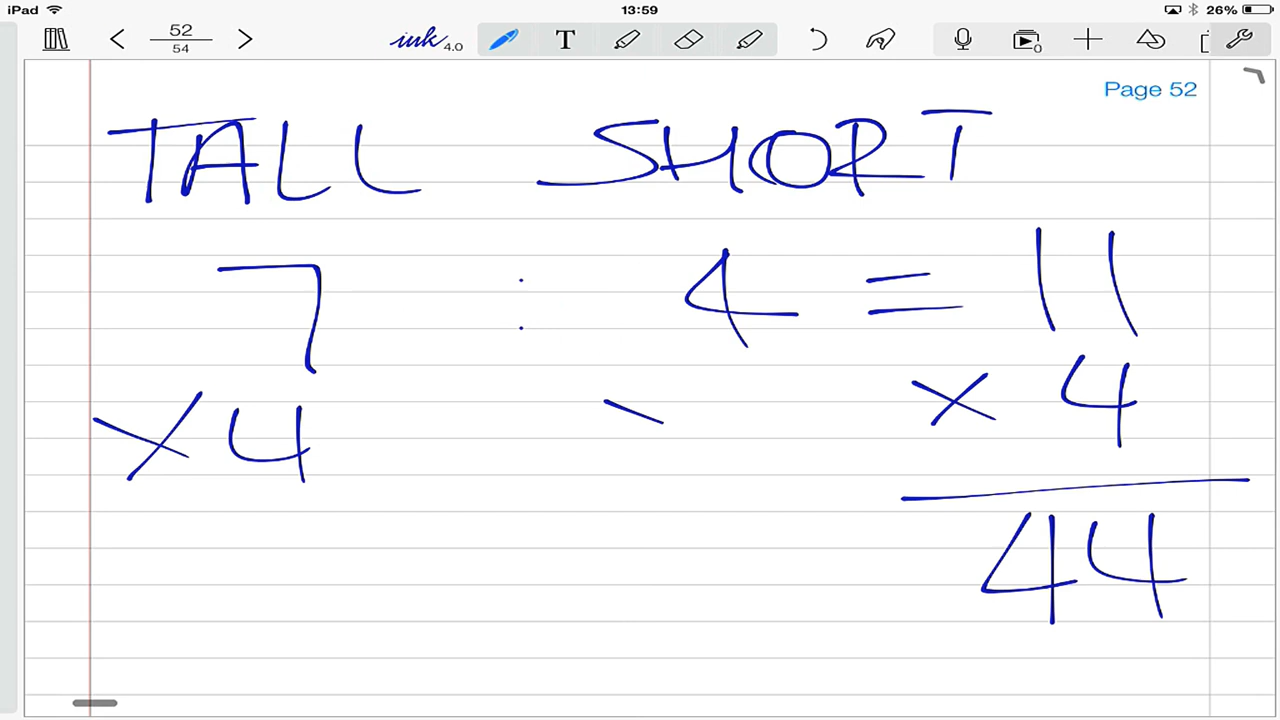 iPad 13:59 26%
52
54
ink 4.0 T 0
Page 52
TALL SHORT
7 : 4 = 11
×4 \ ×4
44